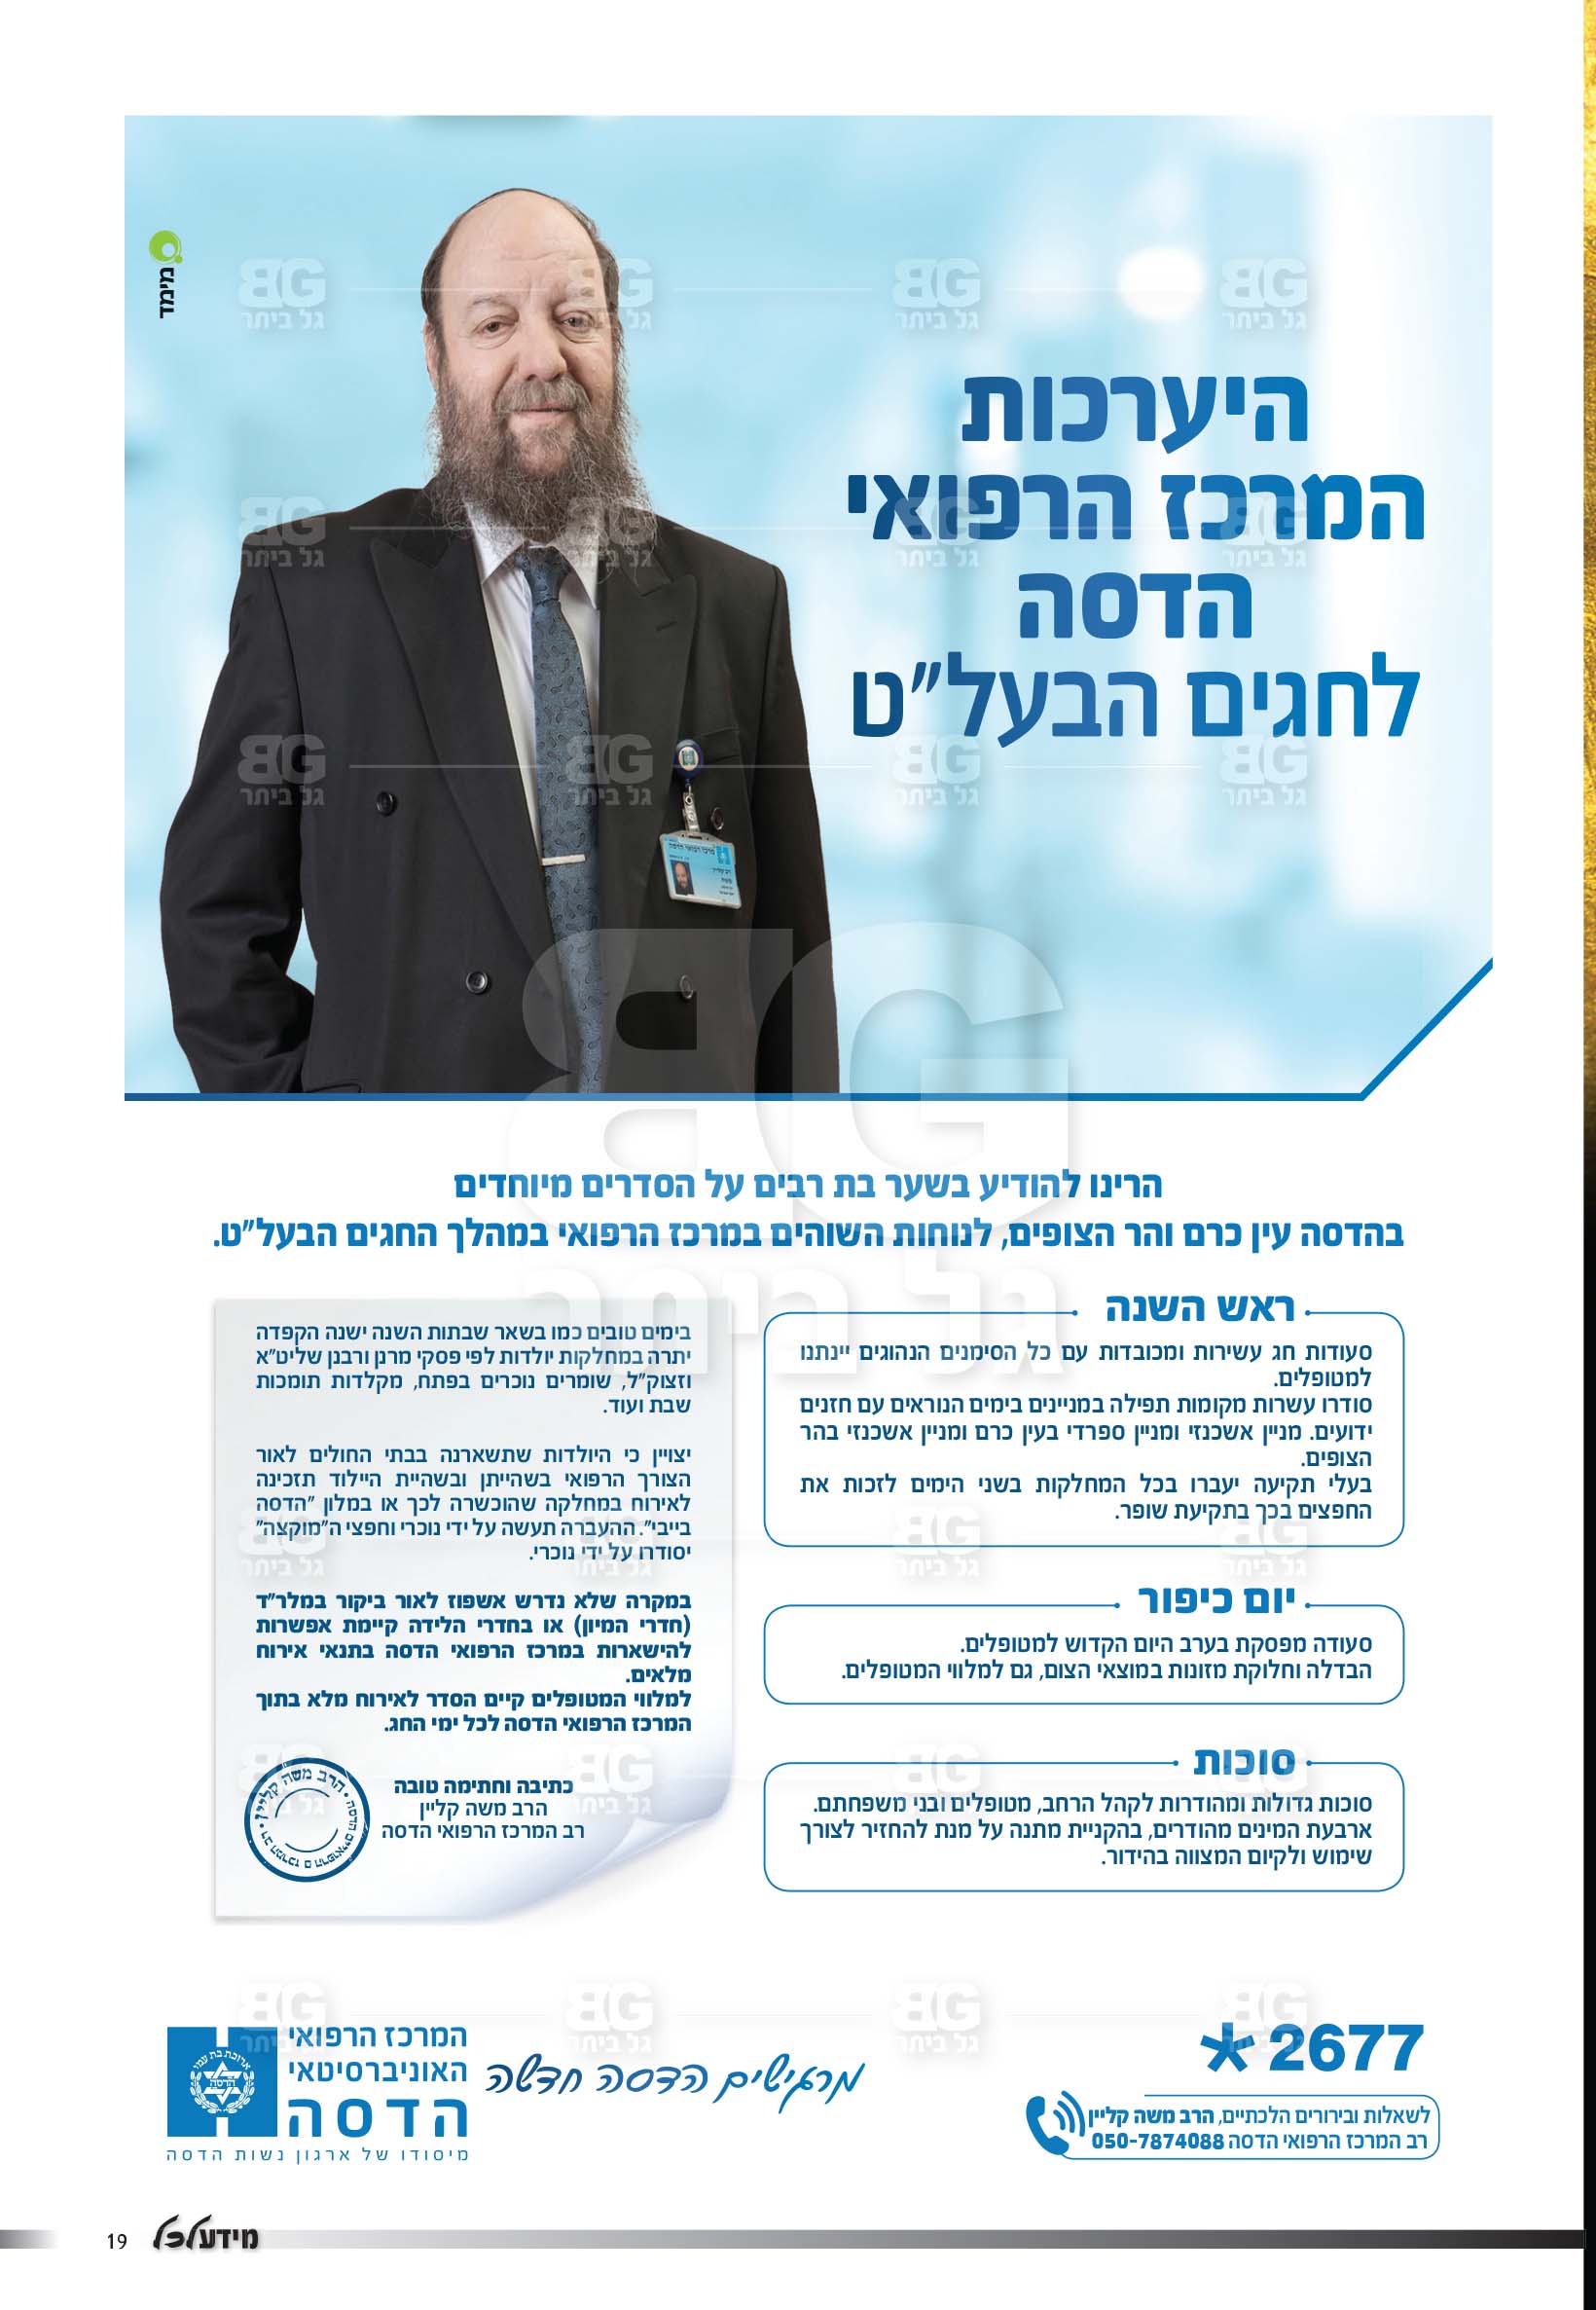 מימד
היערכות
המרכז הרפואי
הדסה
לחגים הבעל"ט
הרינו להודיע בשער בת רבים על הסדרים מיוחדים
בהדסה עין כרם והר הצופים, לנוחות השוהים במרכז הרפואי במהלך החגים הבעל"ט.
ראש השנה
סעודות חג עשירות ומכובדות עם כל הסימנים הנהוגים יינתנו
למטופלים.
סודרו עשרות מקומות תפילה במניינים בימים הנוראים עם חזנים
ידועים. מניין אשכנזי ומניין ספרדי בעין כרם ומניין אשכנזי בהר
הצופים.
בעלי תקיעה יעברו בכל המחלקות בשני הימים לזכות את
החפצים בכך בתקיעת שופר.
יום כיפור
סעודה מפסקת בערב היום הקדוש למטופלים.
הבדלה וחלוקת מזונות במוצאי הצום, גם למלווי המטופלים.
סוכות
סוכות גדולות ומהודרות לקהל הרחב, מטופלים ובני משפחתם.
ארבעת המינים מהודרים, בהקניית מתנה על מנת להחזיר לצורך
שימוש ולקיום המצווה בהידור.
בימים טובים כמו בשאר שבתות השנה ישנה הקפדה
יתרה במחלקות יולדות לפי פסקי מרנן ורבנן שליט"א
וזצוק"ל, שומרים נוכרים בפתח, מקלדות תומכות
שבת ועוד.
יצויין כי היולדות שתשארנה בבתי החולים לאור
הצורך הרפואי בשהייתן ובשהיית היילוד תזכינה
לאירוח במחלקה שהוכשרה לכך או במלון "הדסה
בייבי". ההעברה תעשה על ידי נוכרי וחפצי ה"מוקצה"
יסודרו על ידי נוכרי.
במקרה שלא נדרש אשפוז לאור ביקור במלר"ד
(חדרי המיון) או בחדרי הלידה קיימת אפשרות
להישארות במרכז הרפואי הדסה בתנאי אירוח
מלאים.
למלווי המטופלים קיים הסדר לאירוח מלא בתוך
המרכז הרפואי הדסה לכל ימי החג.
כתיבה וחתימה טובה
הרב משה קליין
רב המרכז הרפואי הדסה
הרב משה קליין
*2677
לשאלות ובירורים הלכתיים, הרב משה קליין
רב המרכז הרפואי הדסה 050-7874088
מרגישים הדסה חדשה
המרכז הרפואי
האוניברסיטאי
הדסה
מיסודו של ארגון נשות הדסה
ארוכת בת עמי
הדסה
מידע לכל
19
BG
גל ביתר